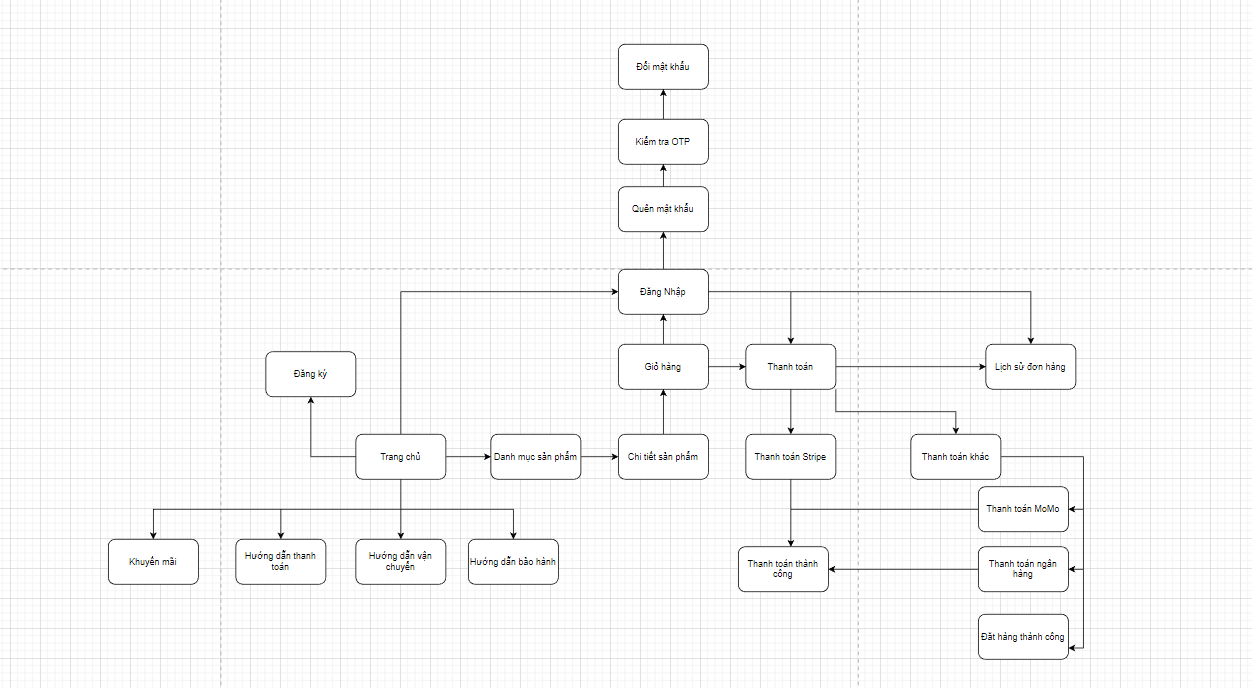 Đổi mật khẩu
Kiểm tra OTP
Quên mật khẩu
Đăng Nhập
Giỏ hàng
Thanh toán
Lịch sử đơn hàng
Đăng ký
Trang chủ
Danh mục sản phẩm
Chi tiết sản phẩm
Thanh toán Stripe
Thanh toán khác
Thanh toán MoMo
Khuyến mãi
Hướng dẫn thanh
toán
Hướng dẫn vận
chuyển
Hướng dẫn bảo hành
Thanh toán thành
công
Thanh toán ngân
hàng
Đặt hàng thành công